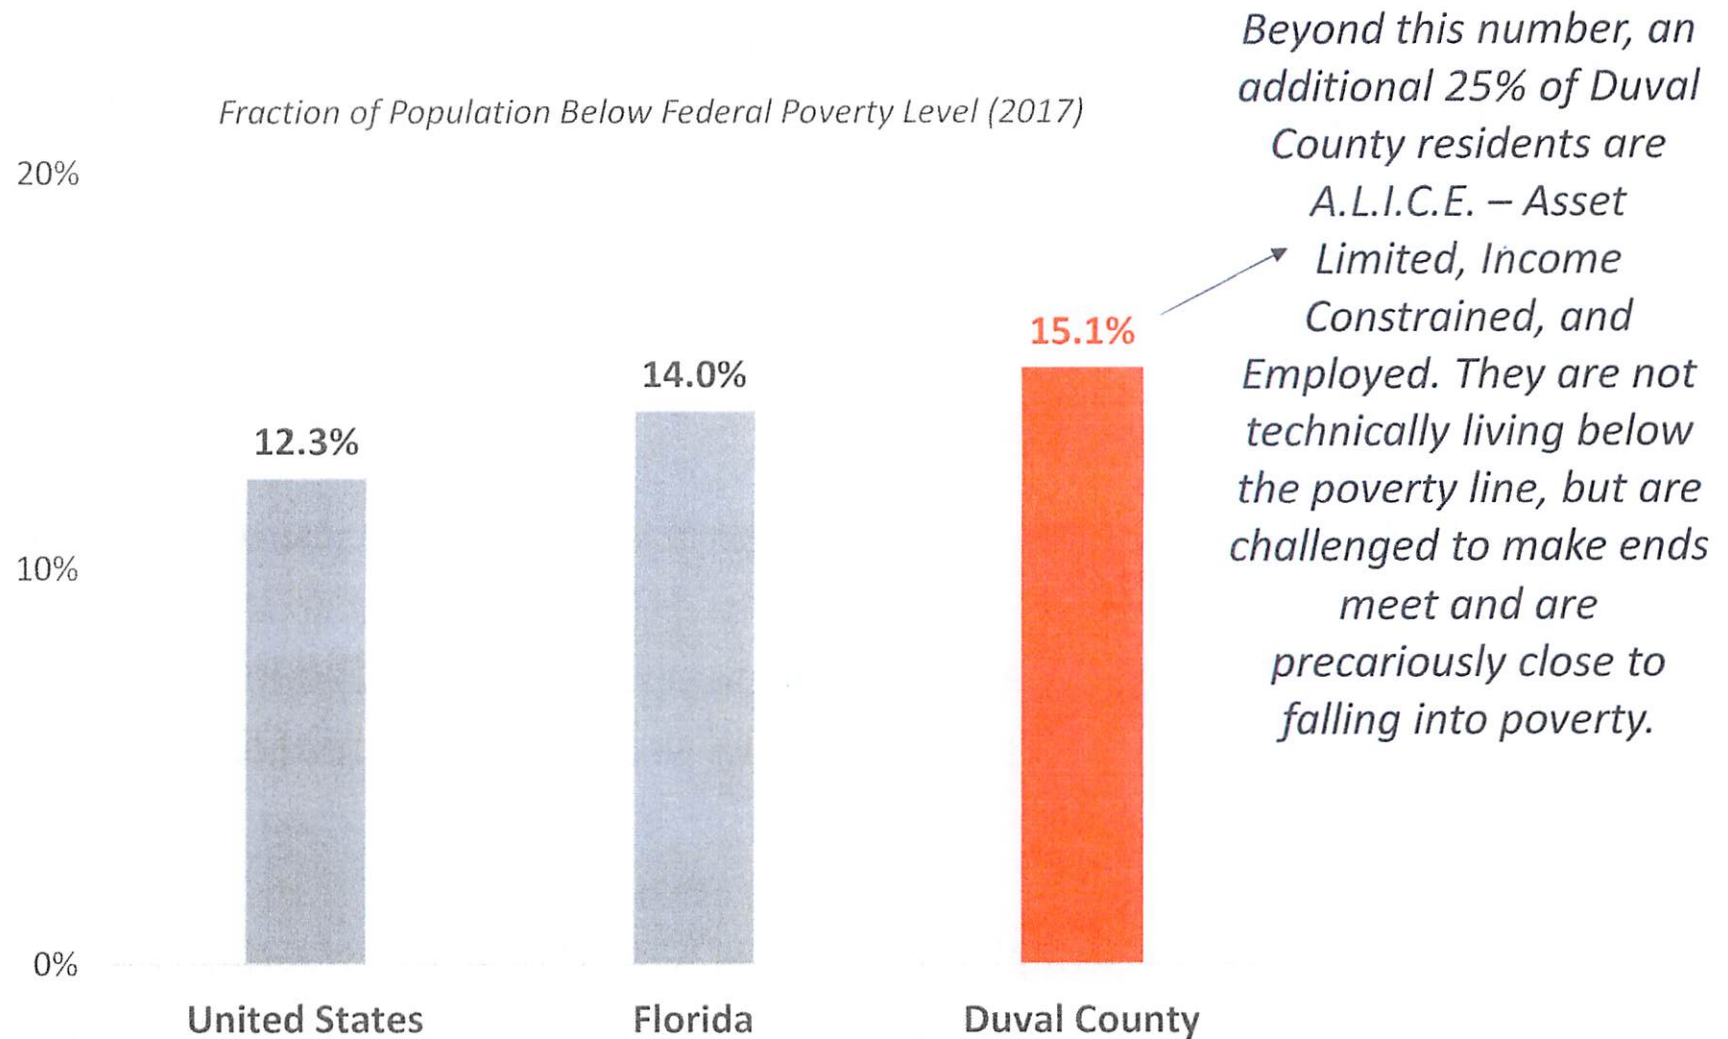 Fraction of Population Below Federal Poverty Level (2017)
20%
10%
0%
12.3%
14.0%
15.1%
United States
Florida
Duval County
Beyond this number, an
additional 25% of Duval
County residents are
A.L.I.C.E. – Asset
Limited, Income
Constrained, and
Employed. They are not
technically living below
the poverty line, but are
challenged to make ends
meet and are
precariously close to
falling into poverty.